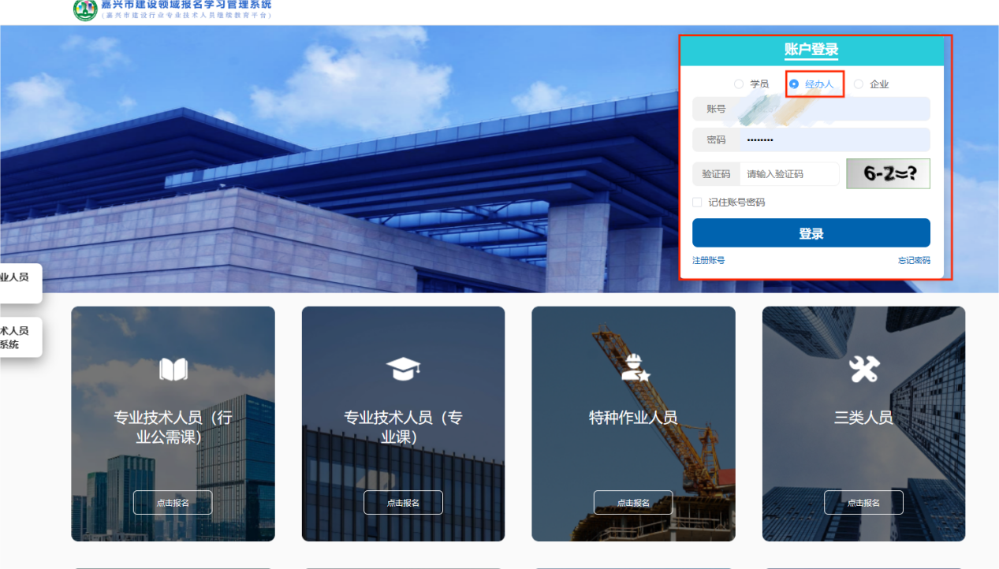 嘉兴市建设领域报名学习管理系统
(嘉兴市建设行业专业技术人员继续教育平台)
账户登录
学员 经办人 企业
账号
密码 ••••••••
验证码 请输入验证码 6-2=?
记住账号密码
登录
注册账号 忘记密码
业人员
术人员
系统
专业技术人员（行
业公需课）
点击报名
专业技术人员（专
业课）
点击报名
特种作业人员
点击报名
三类人员
点击报名